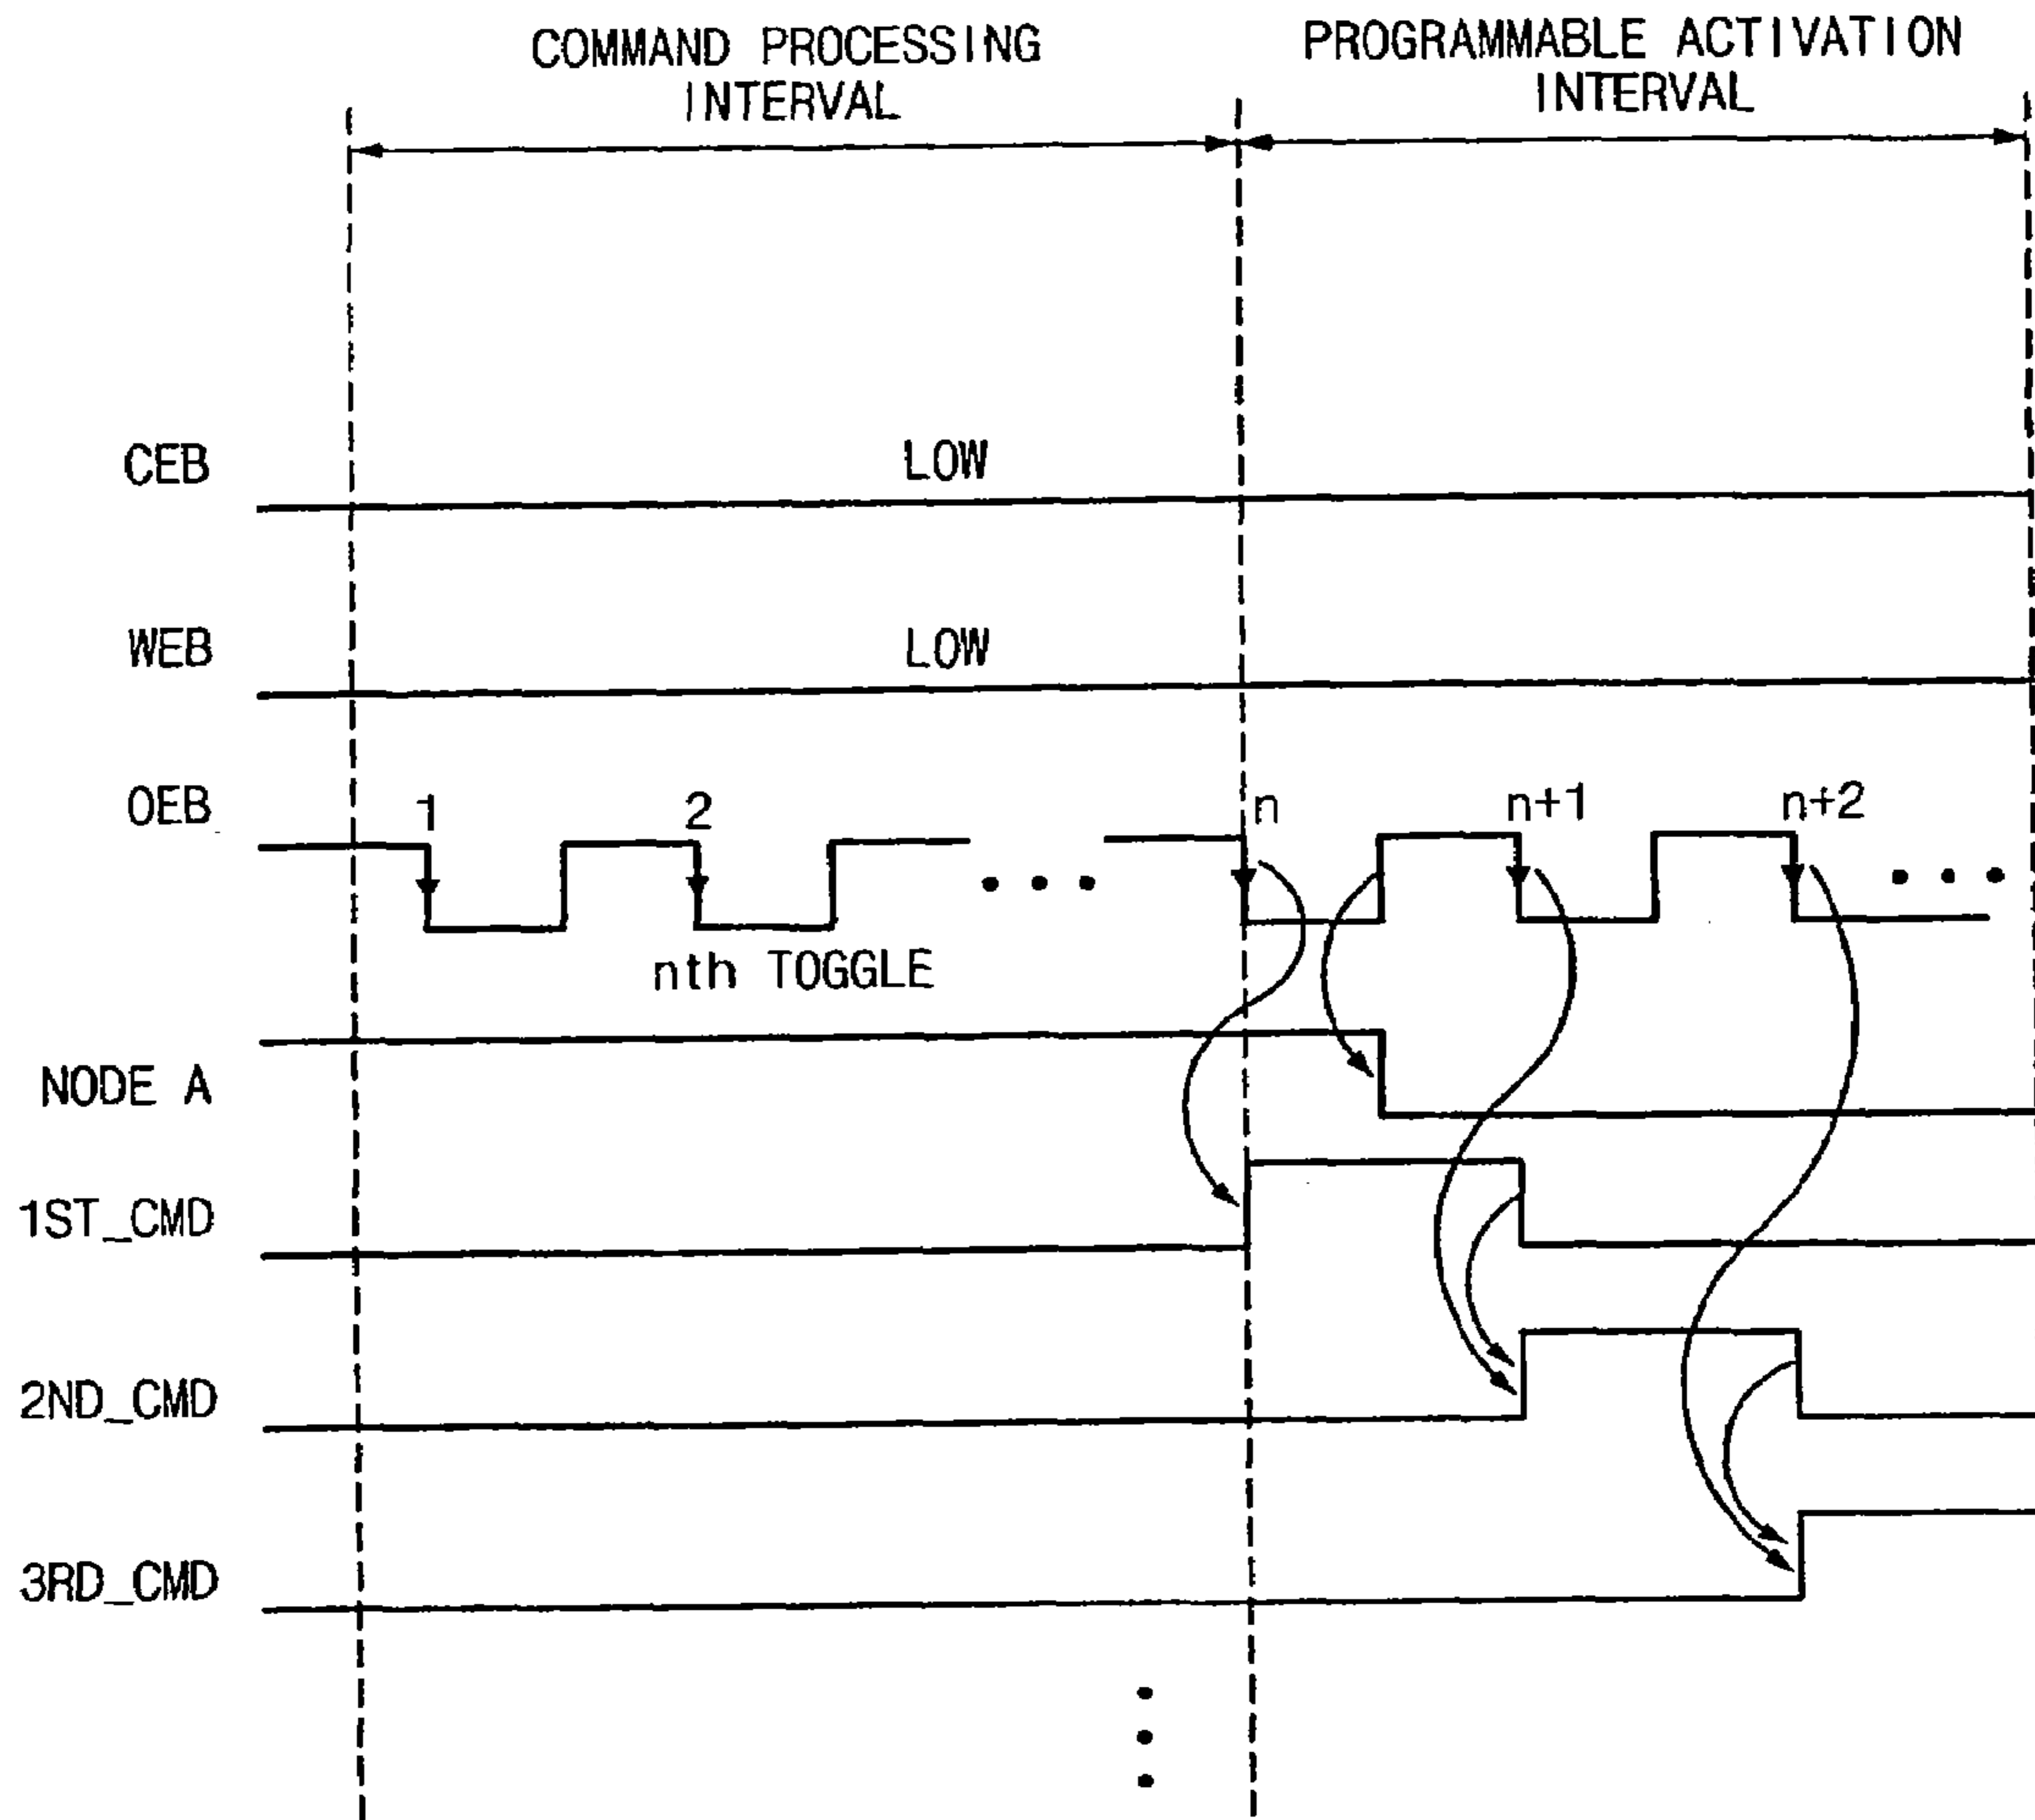 COMMAND PROCESSING
INTERVAL
PROGRAMMABLE ACTIVATION
INTERVAL
CEB
LOW
WEB
LOW
OEB
1
2
n
n+1
n+2
nth TOGGLE
NODE A
1ST_CMD
2ND_CMD
3RD_CMD